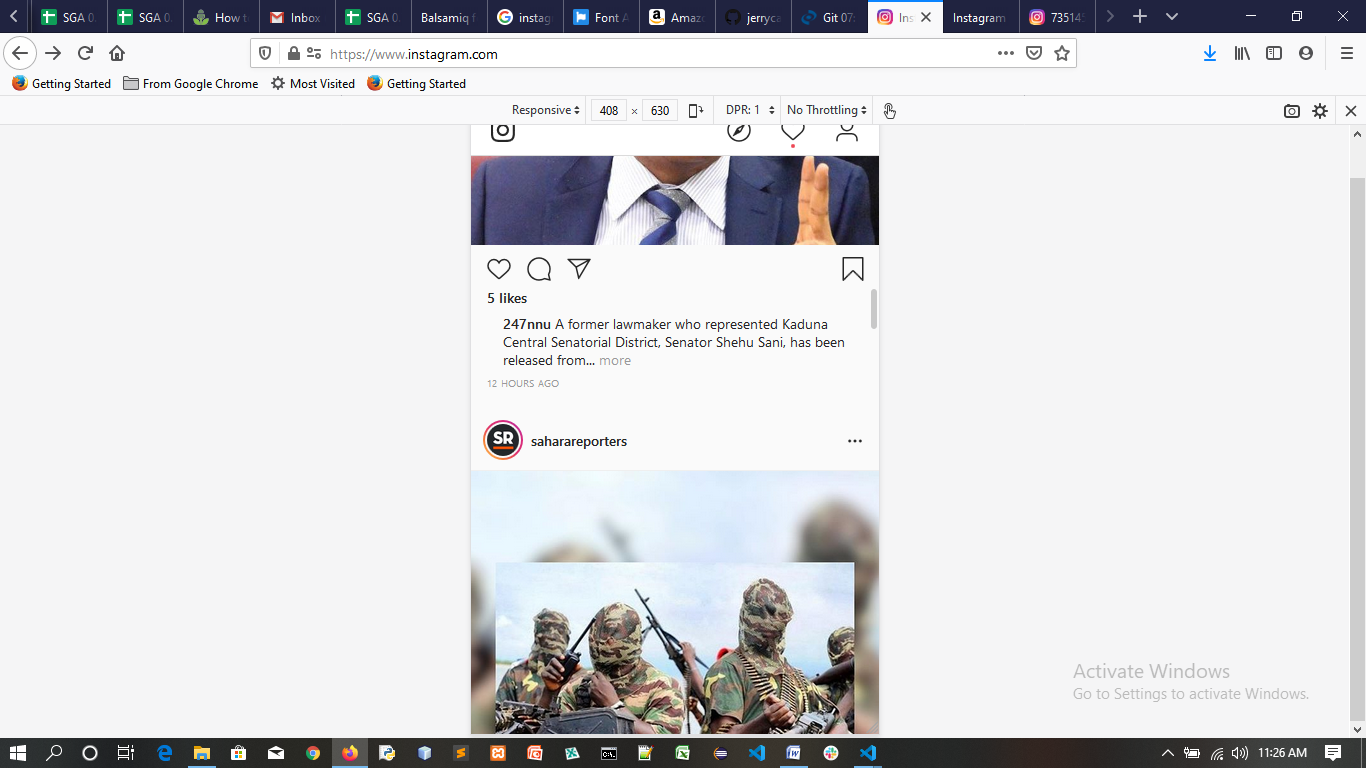 SGA 0.
SGA 0.
How t
Inbox
SGA 0.
Balsamiq f
instag
Font A
Amazo
jerryca
Git 07:
Ins
Instagram
73514
https://www.instagram.com
Getting Started
From Google Chrome
Most Visited
Getting Started
Responsive
408 × 630
DPR: 1
No Throttling
5 likes
247nnu A former lawmaker who represented Kaduna
Central Senatorial District, Senator Shehu Sani, has been
released from... more
12 HOURS AGO
SR
saharareporters
Activate Windows
Go to Settings to activate Windows.
11:26 AM